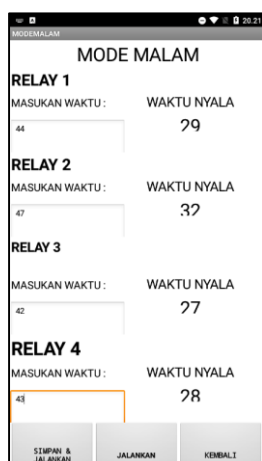 20.21
MODEMALAM
MODE MALAM
RELAY 1
MASUKAN WAKTU : WAKTU NYALA
44 29
RELAY 2
MASUKAN WAKTU : WAKTU NYALA
47 32
RELAY 3
MASUKAN WAKTU : WAKTU NYALA
42 27
RELAY 4
MASUKAN WAKTU : WAKTU NYALA
43 28
SIMPAN & JALANKAN JALANKAN KEMBALI